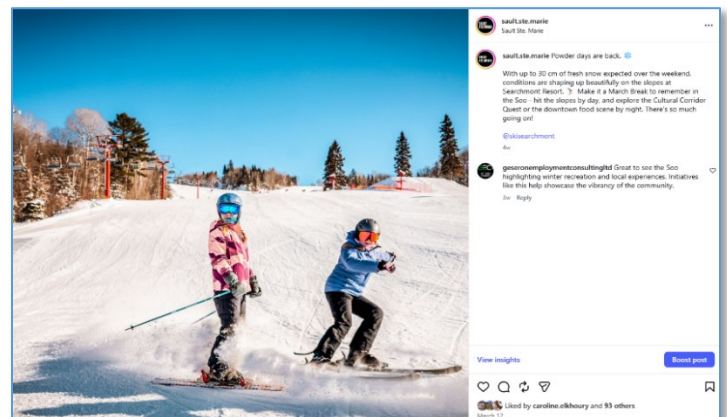 sault.ste.marie
Sault Ste. Marie
sault.ste.marie Powder days are back.
With up to 30 cm of fresh snow expected over the weekend,
conditions are shaping up beautifully on the slopes at
Searchmont Resort. Make it a March Break to remember in
the Soo - hit the slopes by day, and explore the Cultural Corridor
Quest or the downtown food scene by night. There's so much
going on!
@skisearchmont
4w
geseronemploymentconsultingltd Great to see the Soo
highlighting winter recreation and local experiences. Initiatives
like this help showcase the vibrancy of the community.
3w Reply
View insights
Boost post
Liked by caroline.elkhoury and 93 others
March 12